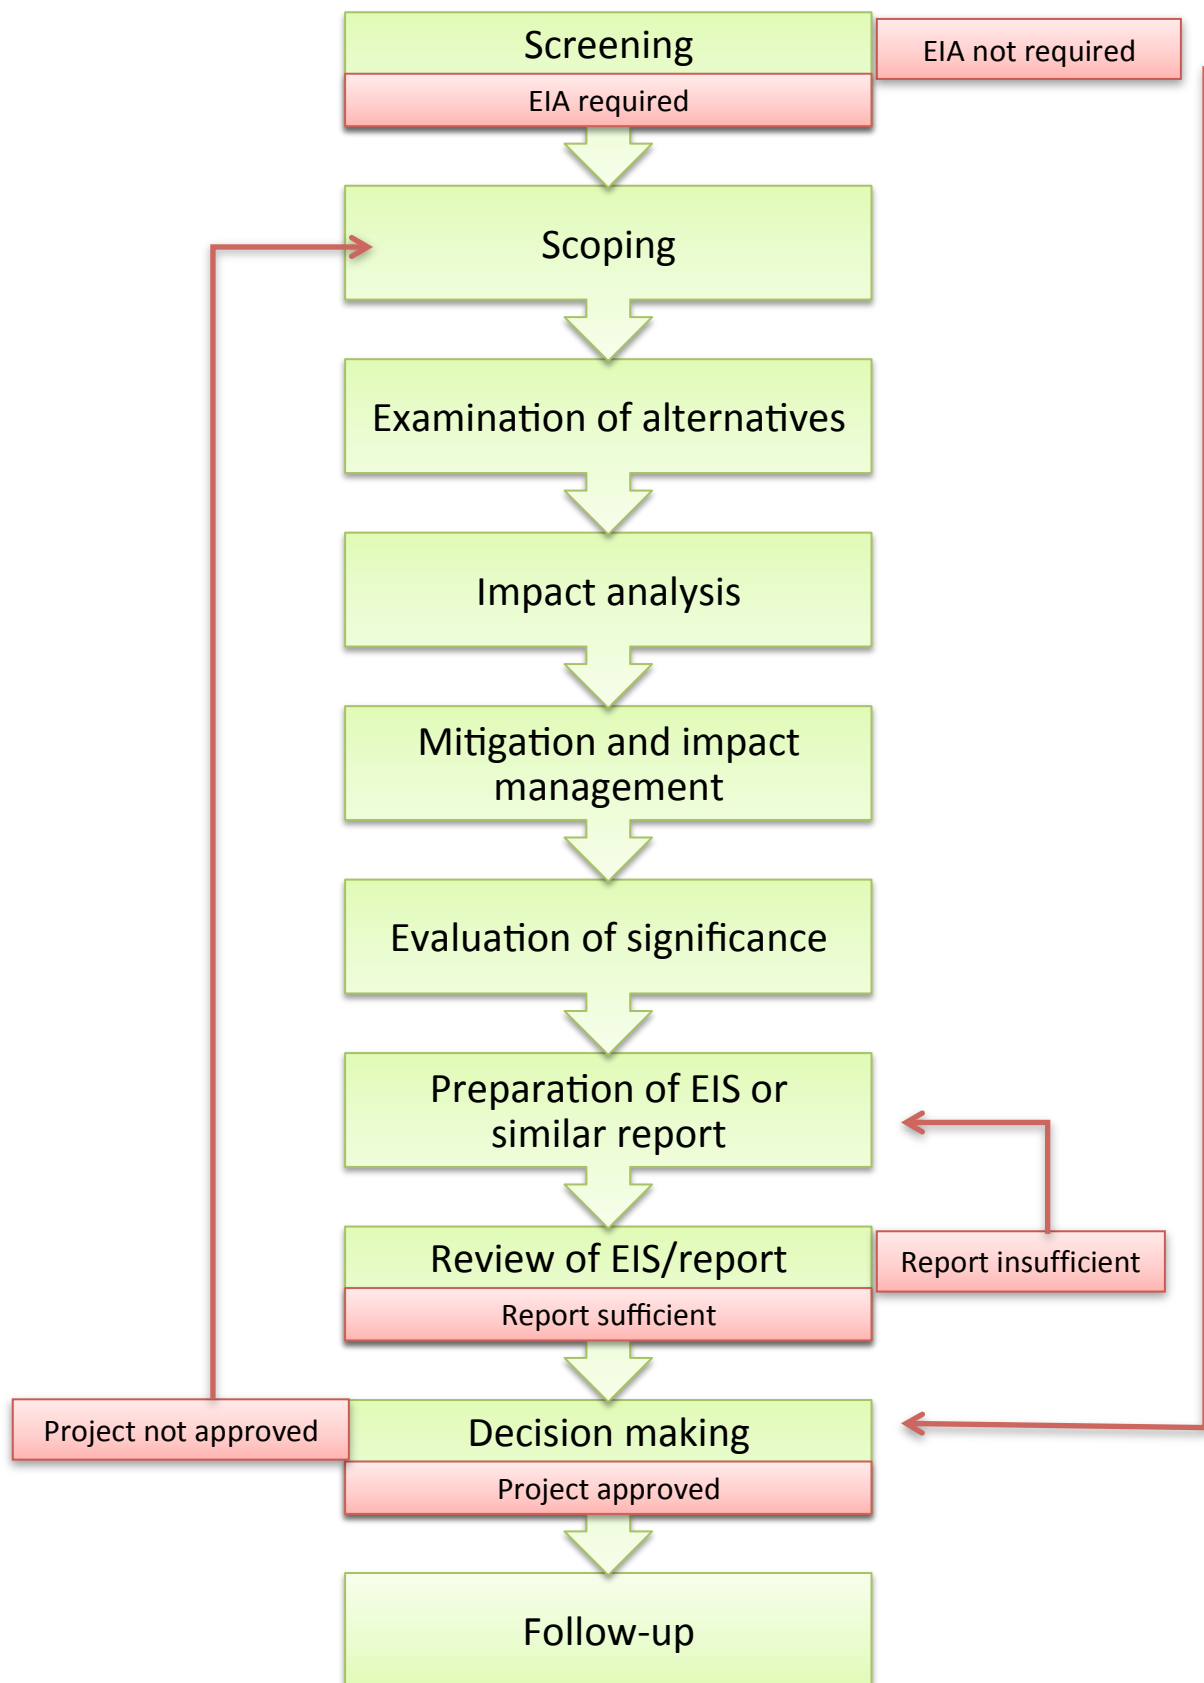 Screening
EIA not required
EIA required
Scoping
Examination of alternatives
Impact analysis
Mitigation and impact
management
Evaluation of significance
Preparation of EIS or
similar report
Review of EIS/report
Report insufficient
Report sufficient
Project not approved
Decision making
Project approved
Follow-up